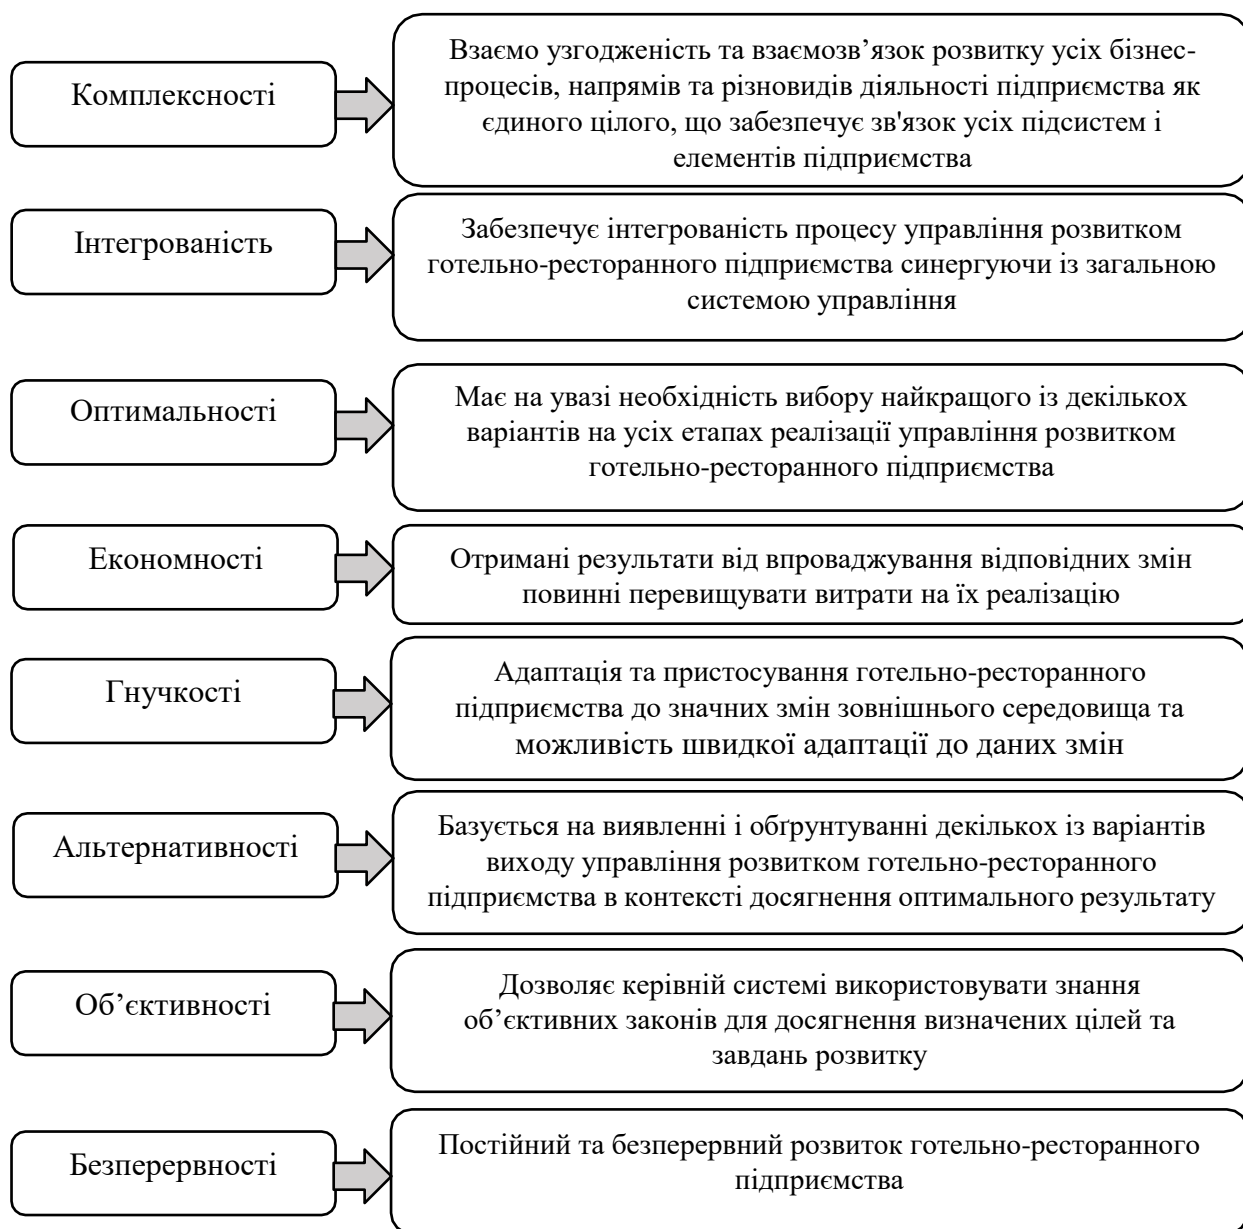 Комплексності
Взаємо узгодженість та взаємозв’язок розвитку усіх бізнес-
процесів, напрямів та різновидів діяльності підприємства як
єдиного цілого, що забезпечує зв'язок усіх підсистем і
елементів підприємства
Інтегрованість
Забезпечує інтегрованість процесу управління розвитком
готельно-ресторанного підприємства синергуючи із загальною
системою управління
Оптимальності
Має на увазі необхідність вибору найкращого із декількох
варіантів на усіх етапах реалізації управління розвитком
готельно-ресторанного підприємства
Економності
Отримані результати від впроваджування відповідних змін
повинні перевищувати витрати на їх реалізацію
Гнучкості
Адаптація та пристосування готельно-ресторанного
підприємства до значних змін зовнішнього середовища та
можливість швидкої адаптації до даних змін
Альтернативності
Базується на виявленні і обґрунтуванні декількох із варіантів
виходу управління розвитком готельно-ресторанного
підприємства в контексті досягнення оптимального результату
Об’єктивності
Дозволяє керівній системі використовувати знання
об’єктивних законів для досягнення визначених цілей та
завдань розвитку
Безперервності
Постійний та безперервний розвиток готельно-ресторанного
підприємства